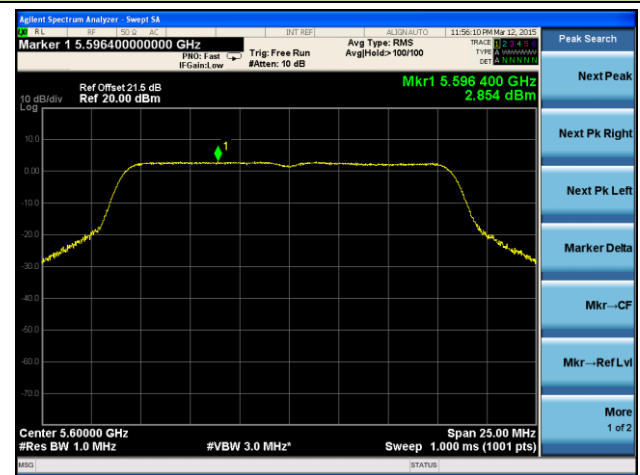 Agilent Spectrum Analyzer - Swept SA
RL RF 50 Ω AC INT REF ALIGNAUTO 11:56:10 PM Mar 12, 2015
Marker 1 5.596400000000 GHz
PNO: Fast
IFGain:Low
Trig: Free Run
#Atten: 10 dB
Avg Type: RMS
Avg|Hold:> 100/100
TRACE 1 2 3 4 5 6
TYPE A
DET A N N N N N
Peak Search
Ref Offset 21.5 dB
10 dB/div Ref 20.00 dBm
Log
Mkr1 5.596 400 GHz
2.854 dBm
10.0
0.00
-10.0
-20.0
-30.0
-40.0
-50.0
-60.0
-70.0
1
Center 5.60000 GHz
#Res BW 1.0 MHz
#VBW 3.0 MHz*
Span 25.00 MHz
Sweep 1.000 ms (1001 pts)
MSG
STATUS
Next Peak
Next Pk Right
Next Pk Left
Marker Delta
Mkr→CF
Mkr→Ref Lvl
More
1 of 2